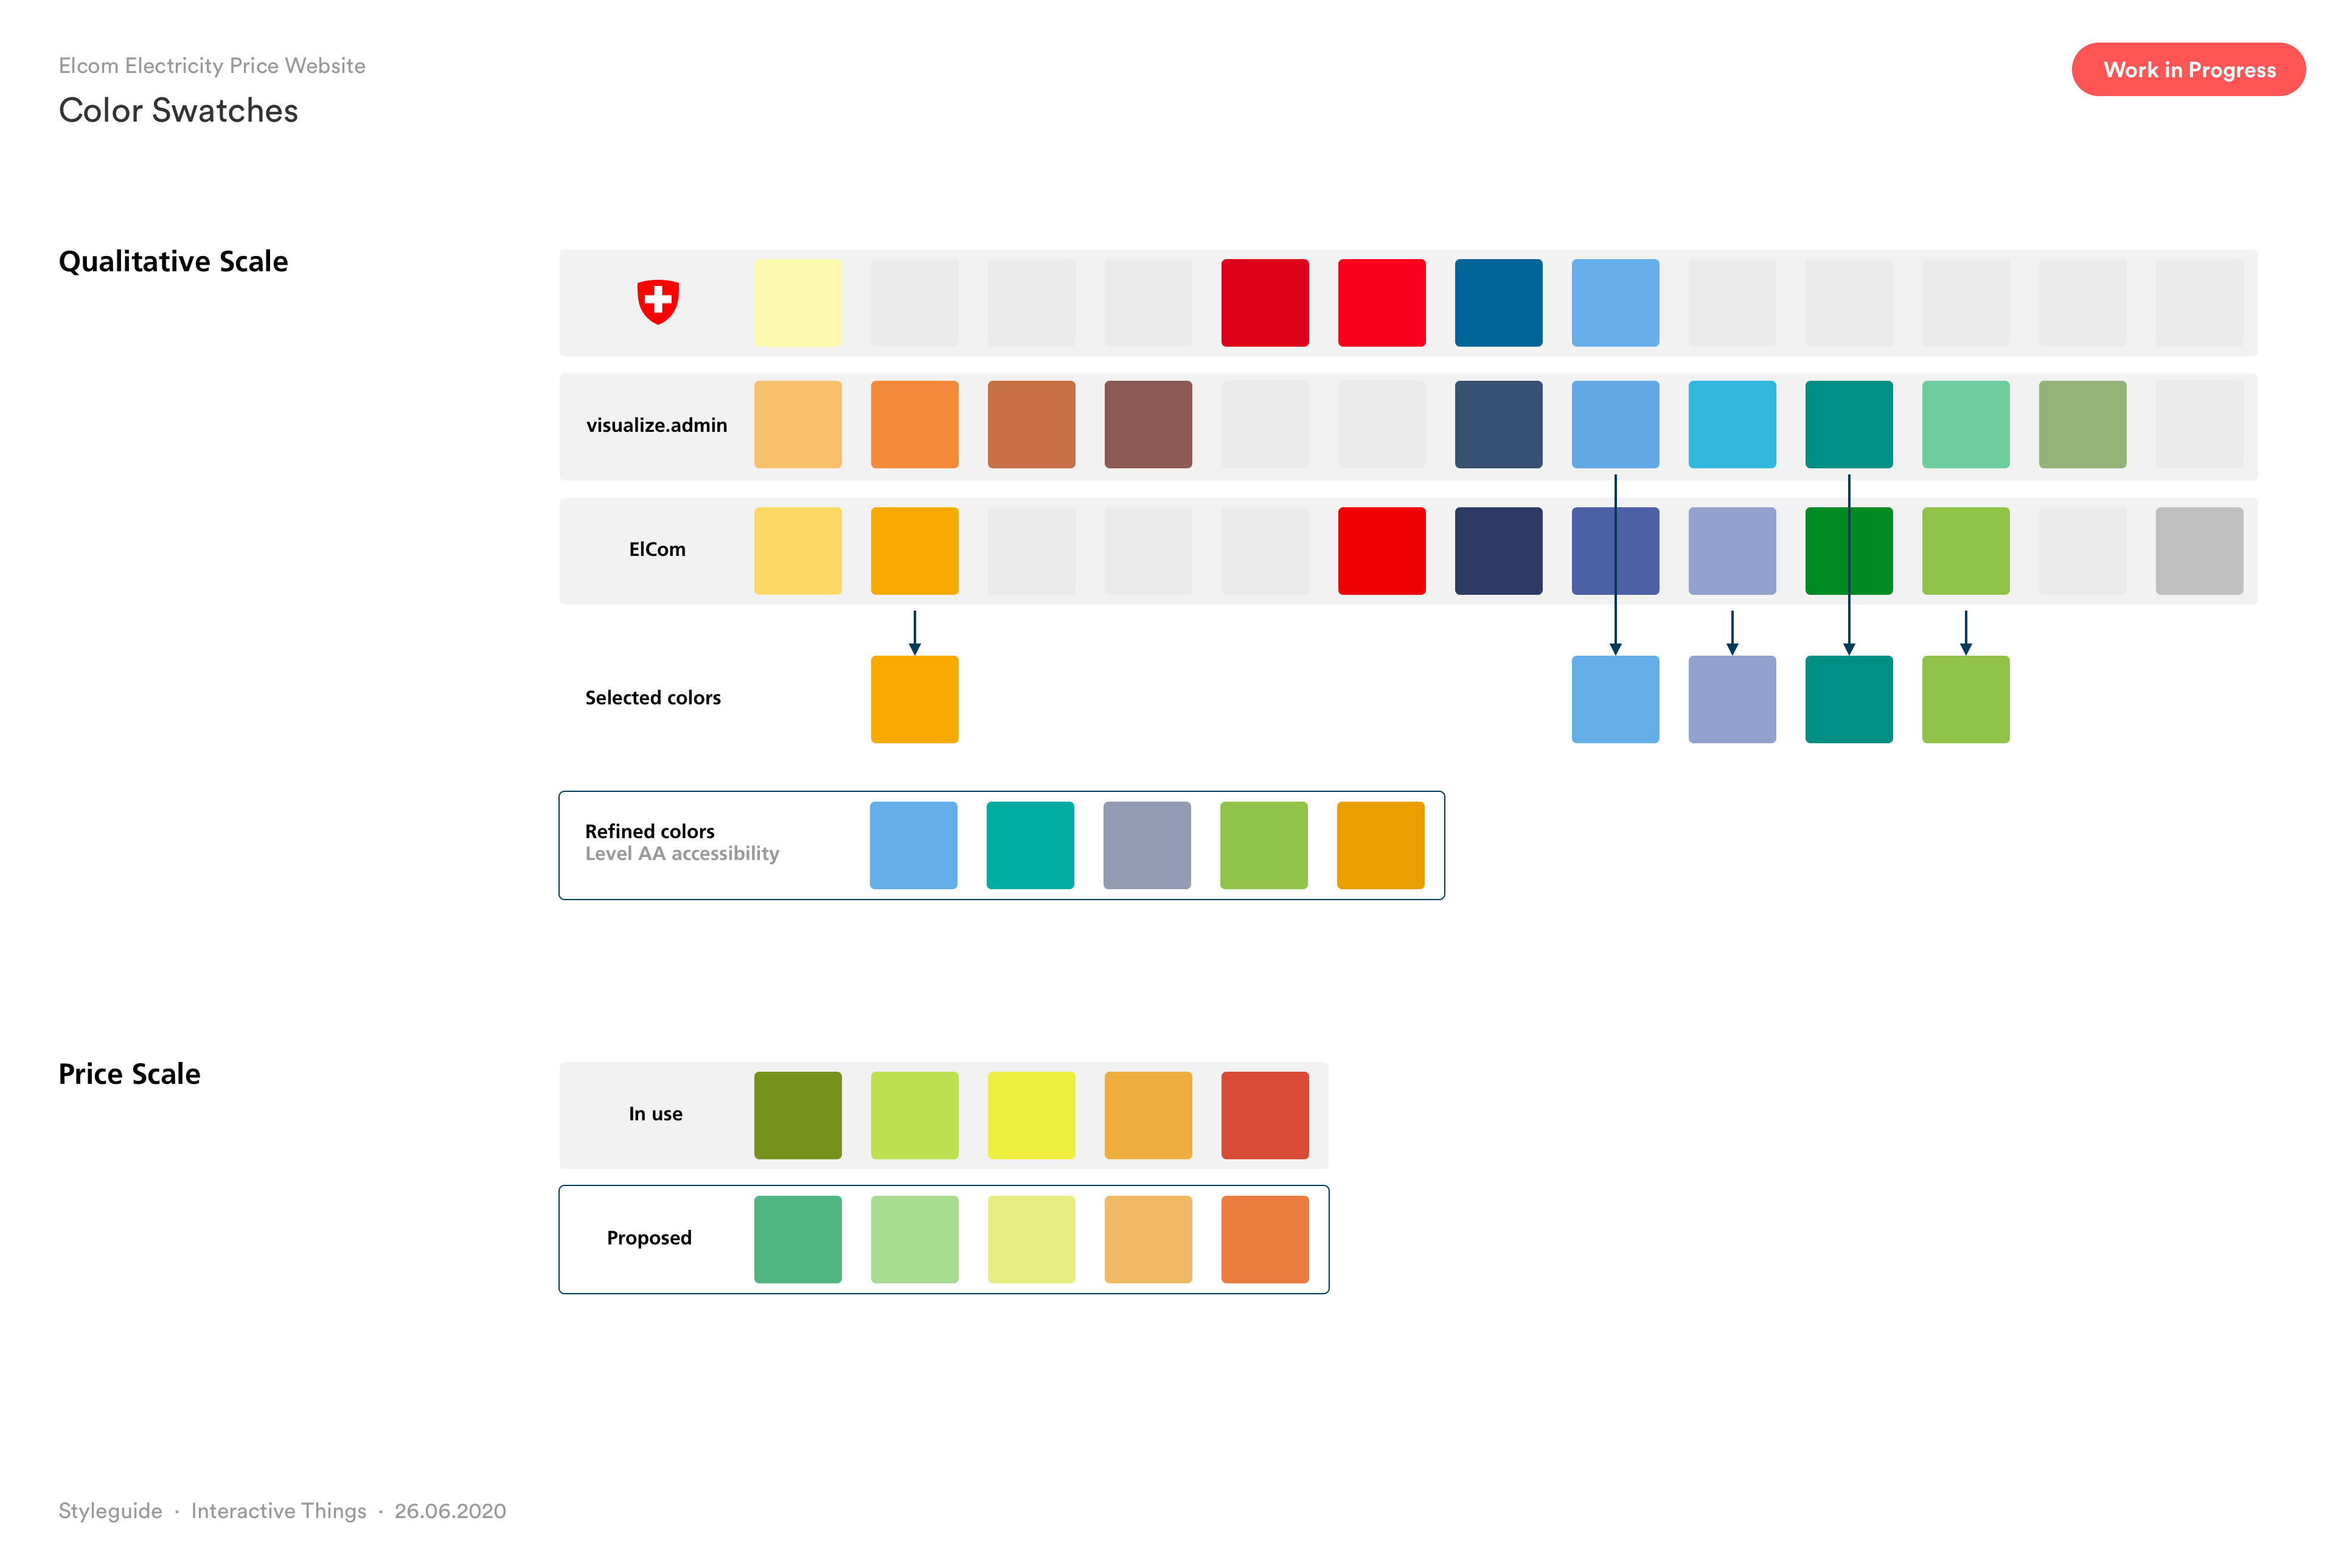 Elcom Electricity Price Website
Color Swatches
Work in Progress
Qualitative Scale
visualize.admin
ElCom
Selected colors
Refined colors
Level AA accessibility
Price Scale
In use
Proposed
Styleguide · Interactive Things · 26.06.2020